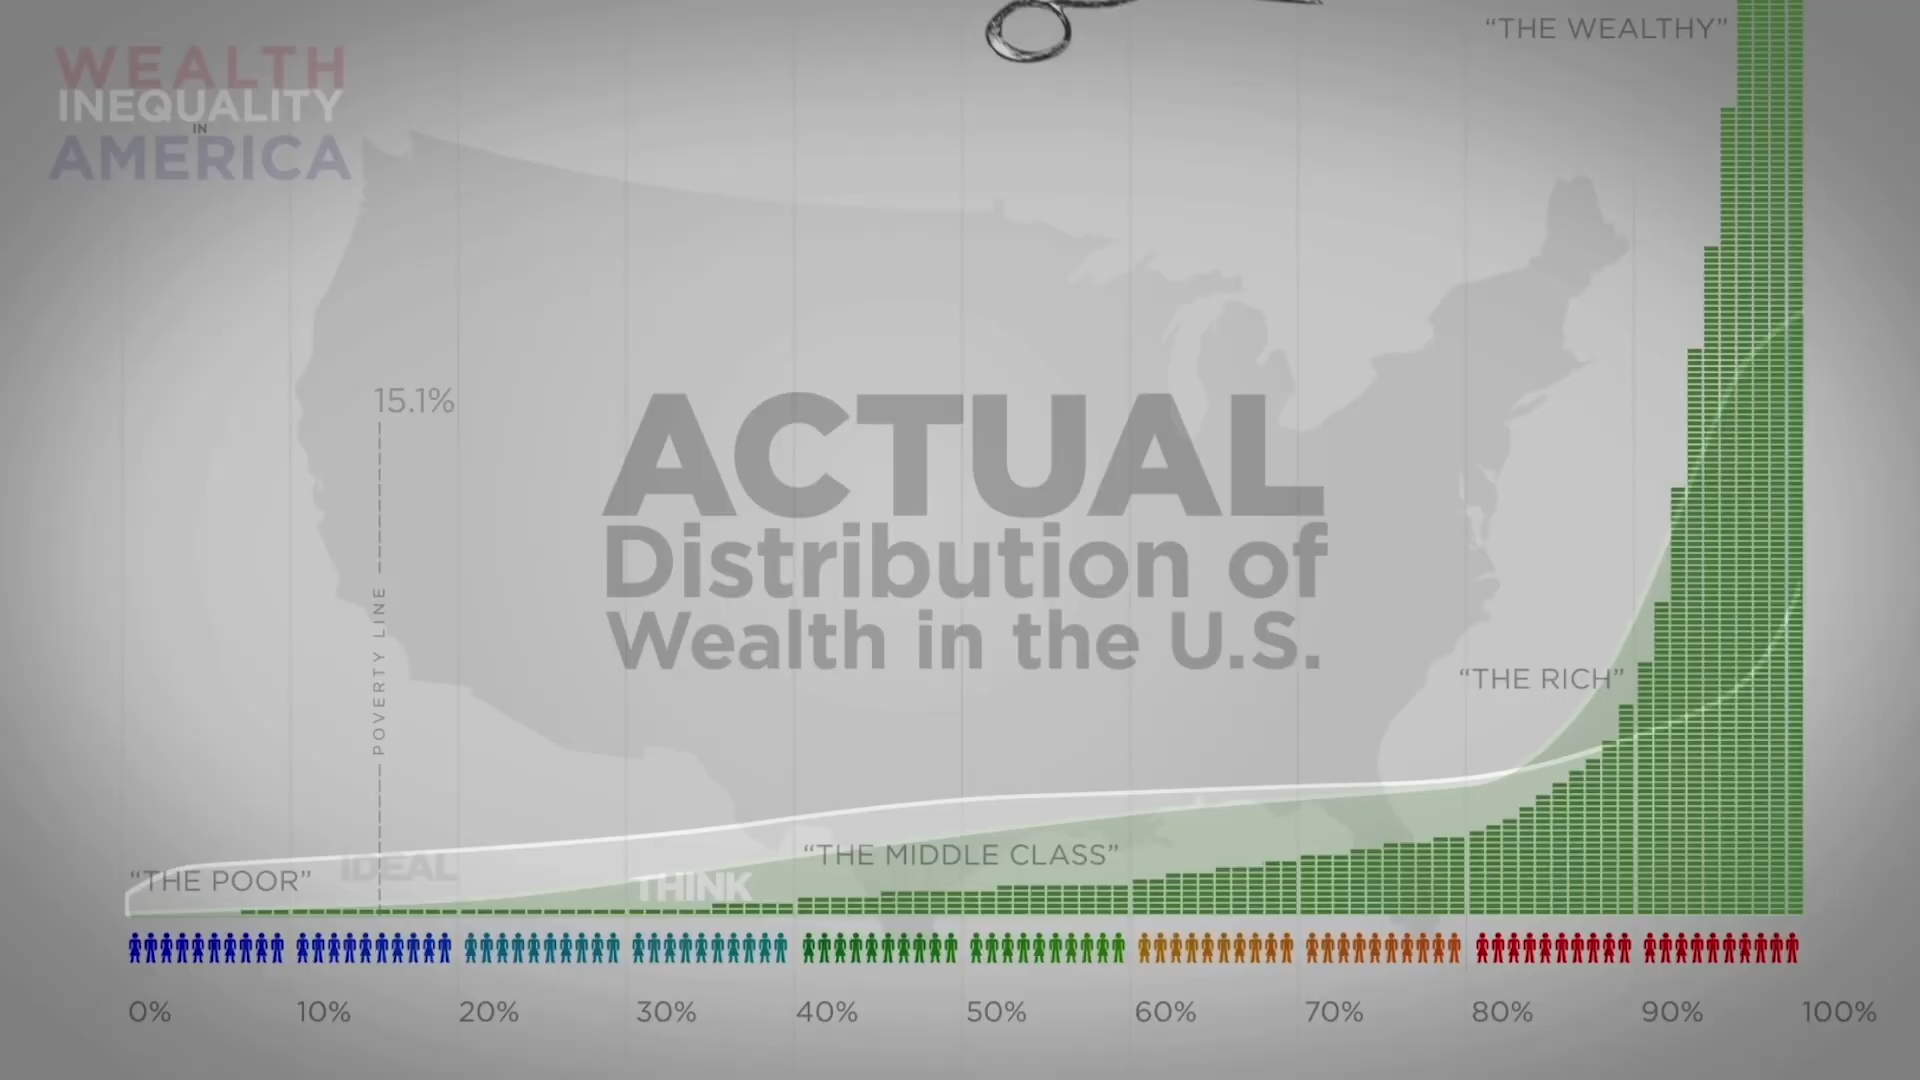 WEALTH
INEQUALITY
IN
AMERICA
“THE WEALTHY”
15.1%
POVERTY LINE
ACTUAL
Distribution of
Wealth in the U.S.
“THE RICH”
“THE MIDDLE CLASS”
“THE POOR”
IDEAL
THINK
0% 10% 20% 30% 40% 50% 60% 70% 80% 90% 100%